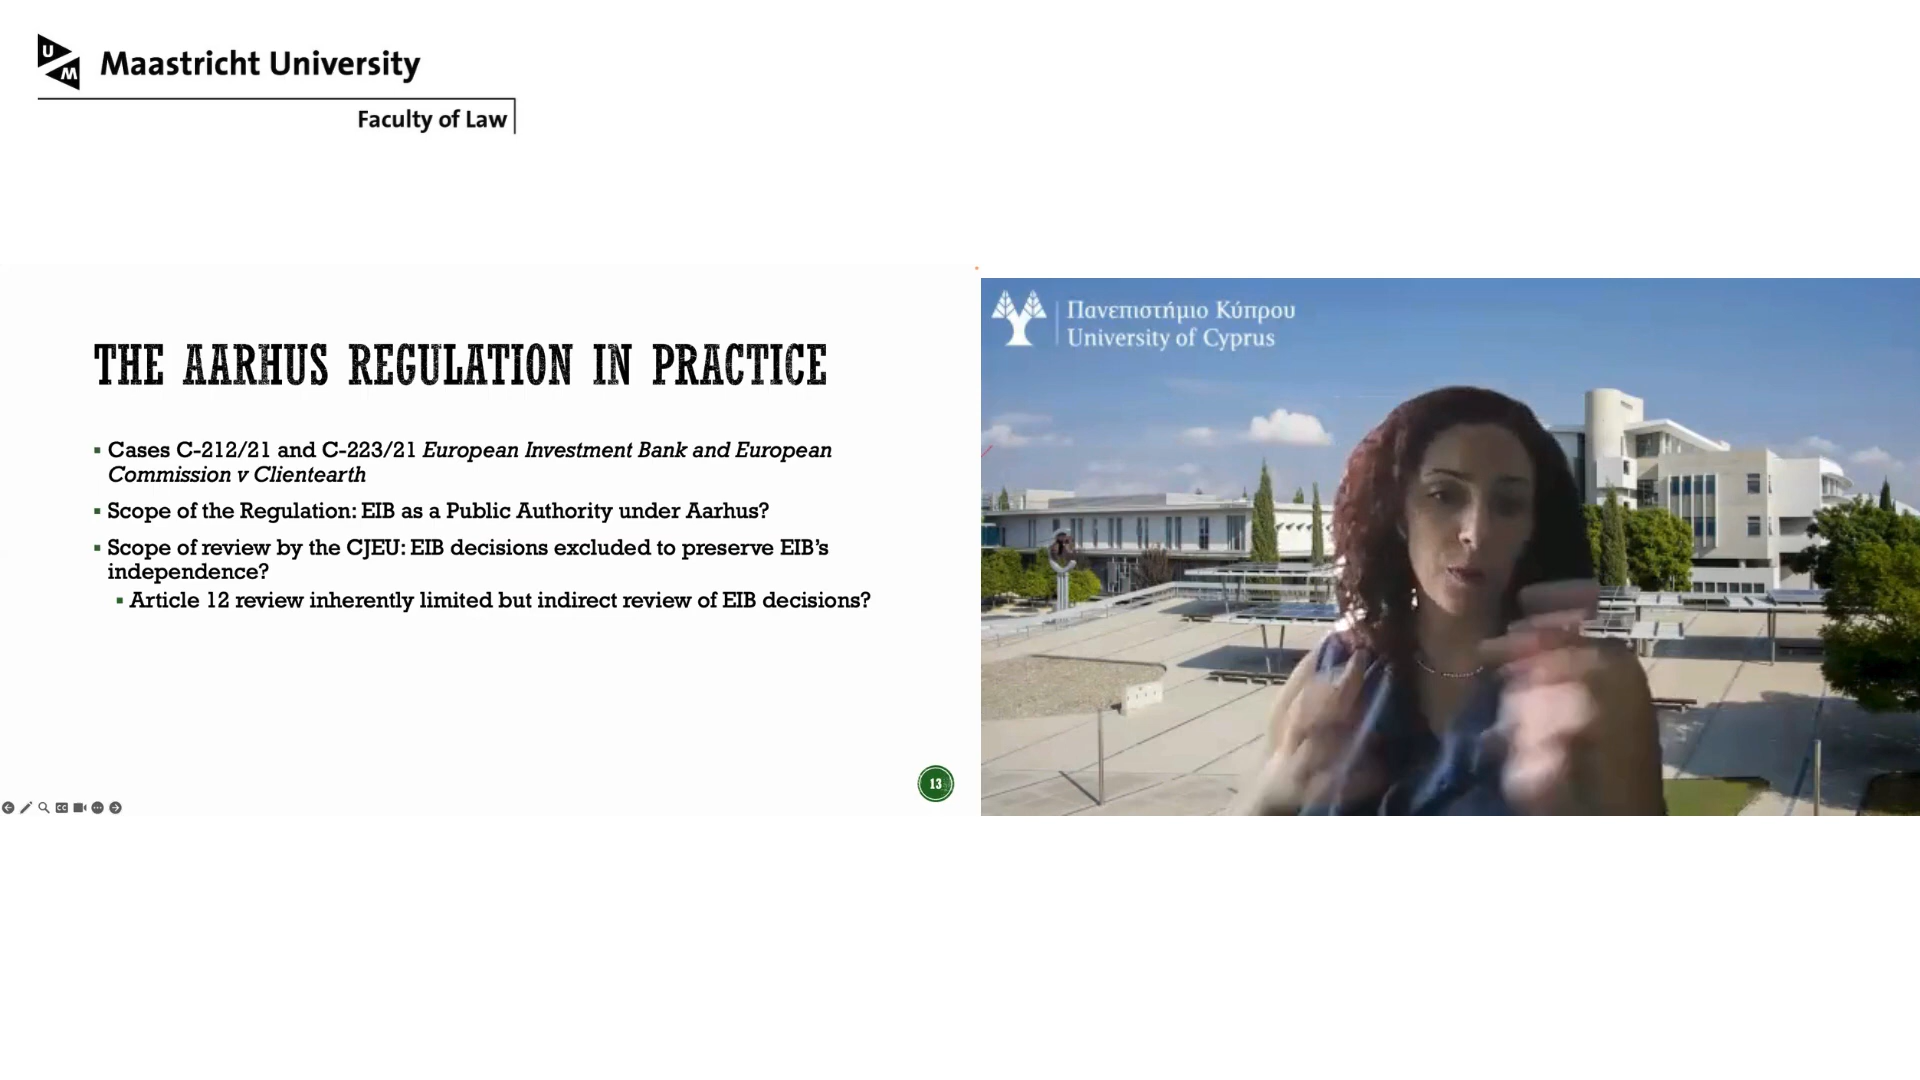 U
M
Maastricht University
Faculty of Law
THE AARHUS REGULATION IN PRACTICE
▪ Cases C-212/21 and C-223/21 European Investment Bank and European
Commission v Clientearth
▪ Scope of the Regulation: EIB as a Public Authority under Aarhus?
▪ Scope of review by the CJEU: EIB decisions excluded to preserve EIB’s
independence?
▪ Article 12 review inherently limited but indirect review of EIB decisions?
13
CC
Πανεπιστήμιο Κύπρου
University of Cyprus